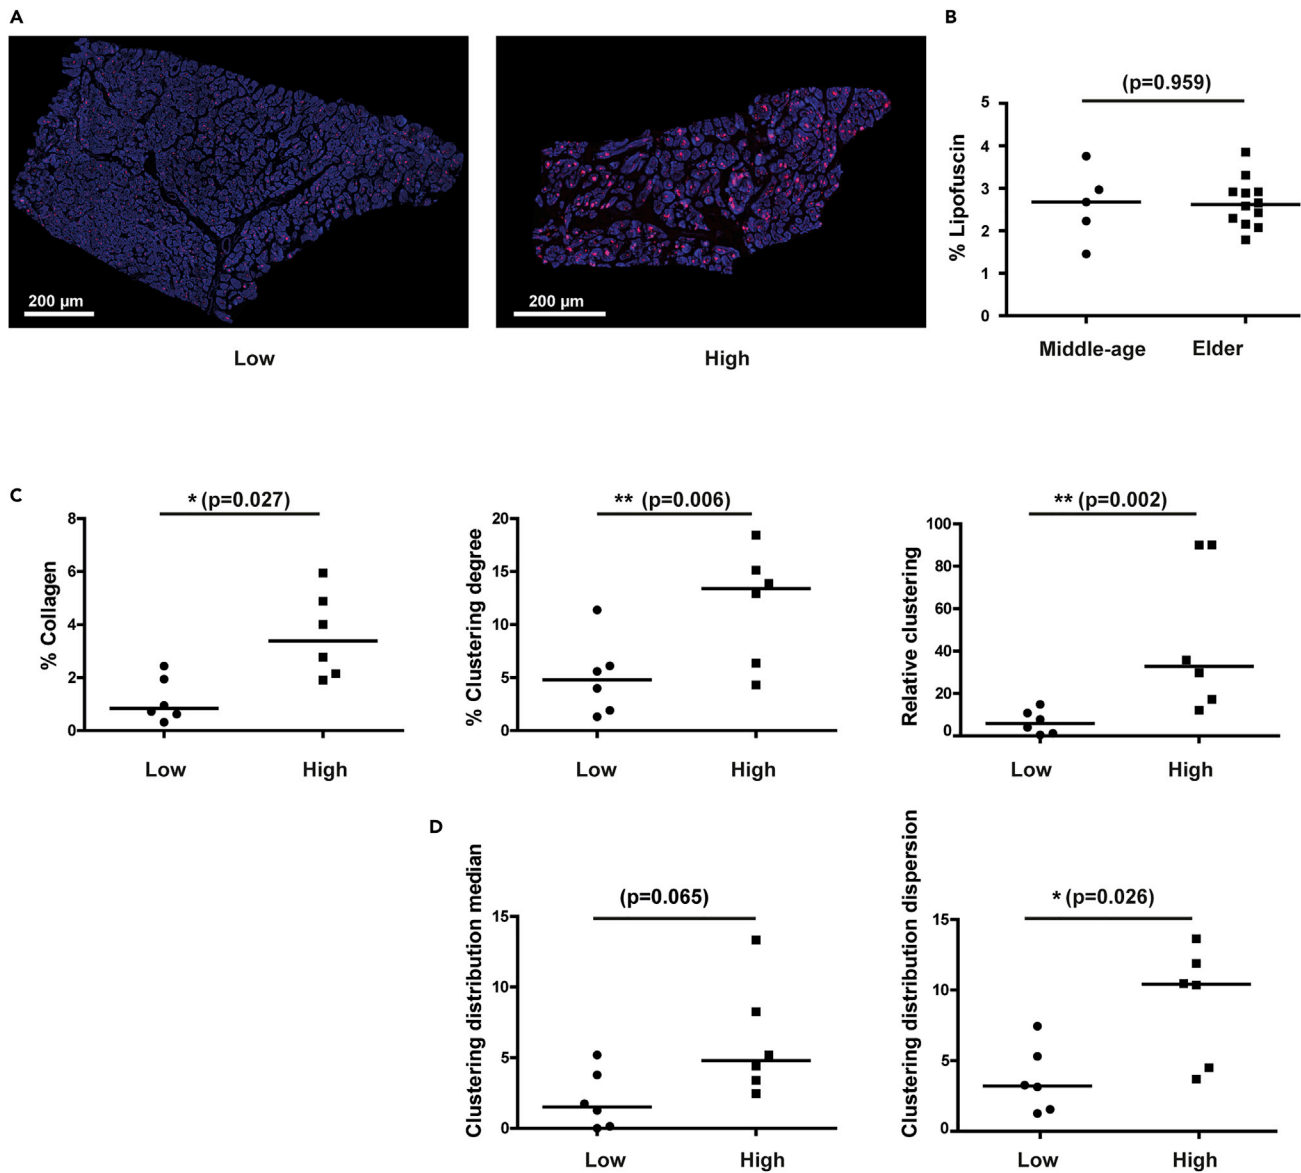 A
200 µm
Low
200 µm
High
B
(p=0.959)
% Lipofuscin
5
4
3
2
1
0
Middle-age
Elder
C
* (p=0.027)
% Collagen
8
6
4
2
0
Low
High
** (p=0.006)
% Clustering degree
20
15
10
5
0
Low
High
** (p=0.002)
Relative clustering
100
80
60
40
20
0
Low
High
D
(p=0.065)
Clustering distribution median
15
10
5
0
Low
High
* (p=0.026)
Clustering distribution dispersion
15
10
5
0
Low
High